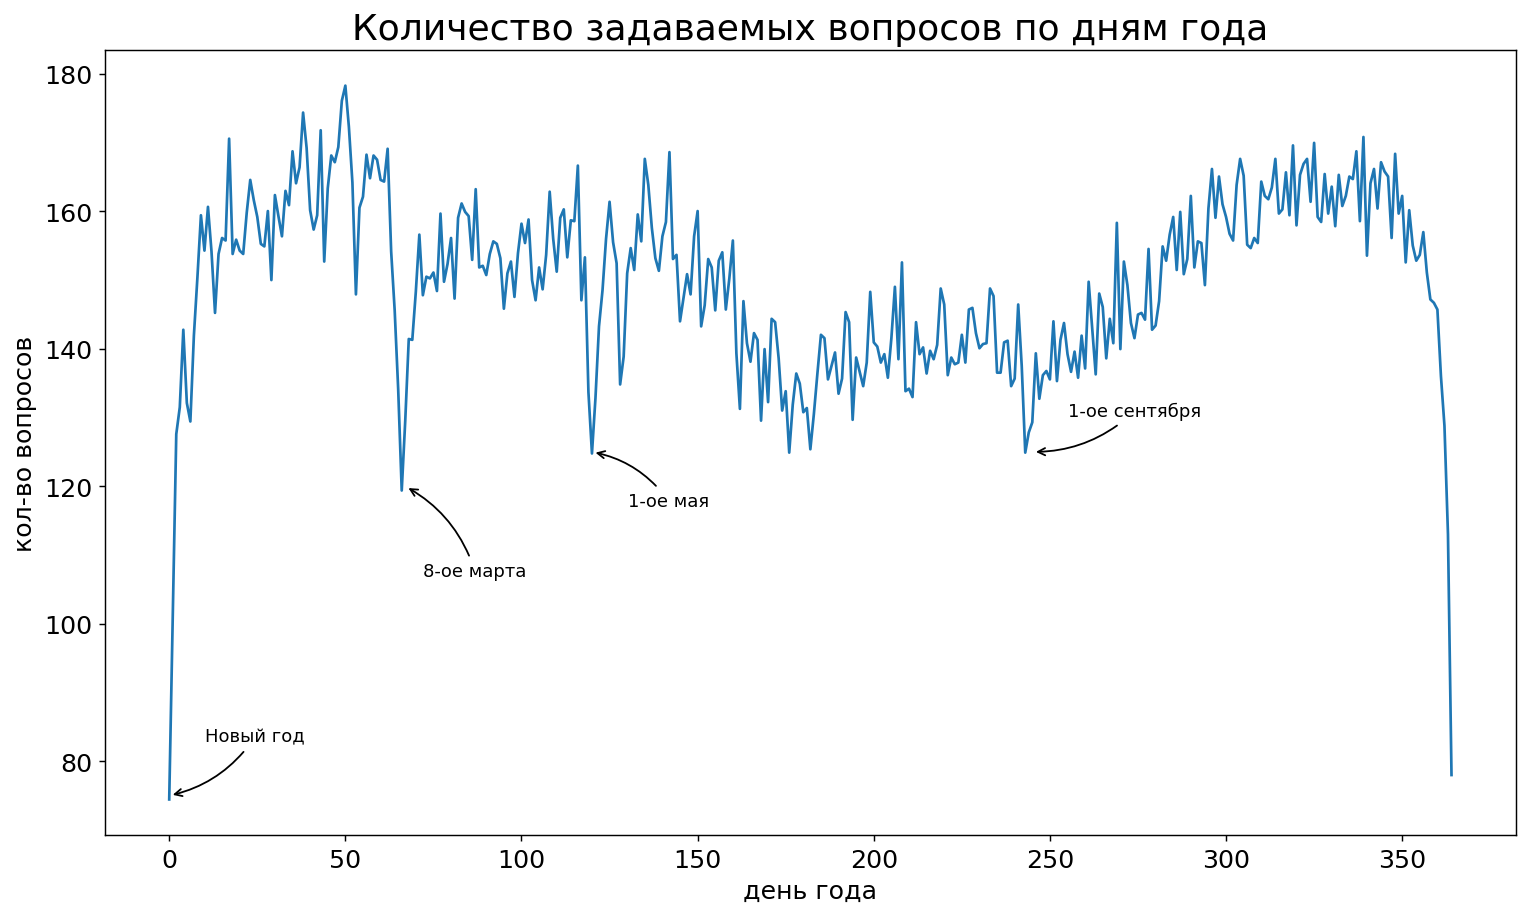 Количество задаваемых вопросов по дням года
кол-во вопросов
180
160
140
120
100
80
1-ое сентября
1-ое мая
8-ое марта
Новый год
0 50 100 150 200 250 300 350
день года